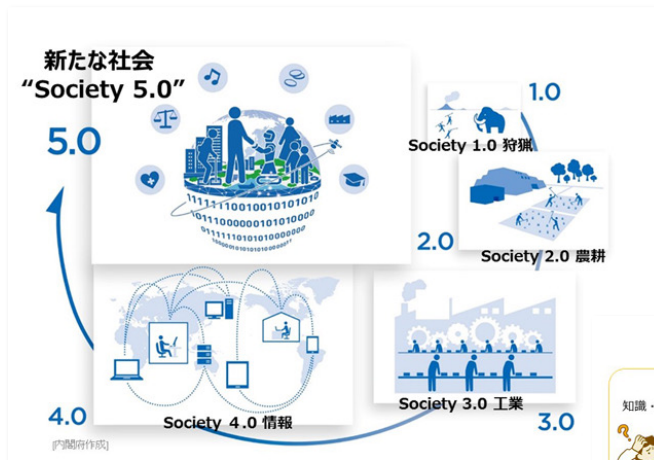 新たな社会
“Society 5.0”
5.0
1.0
Society 1.0 狩猟
2.0
Society 2.0 農耕
Society 3.0 工業
3.0
4.0
Society 4.0 情報
[内閣府作成]
1111100100101010
0111000000101010000
知識・
?